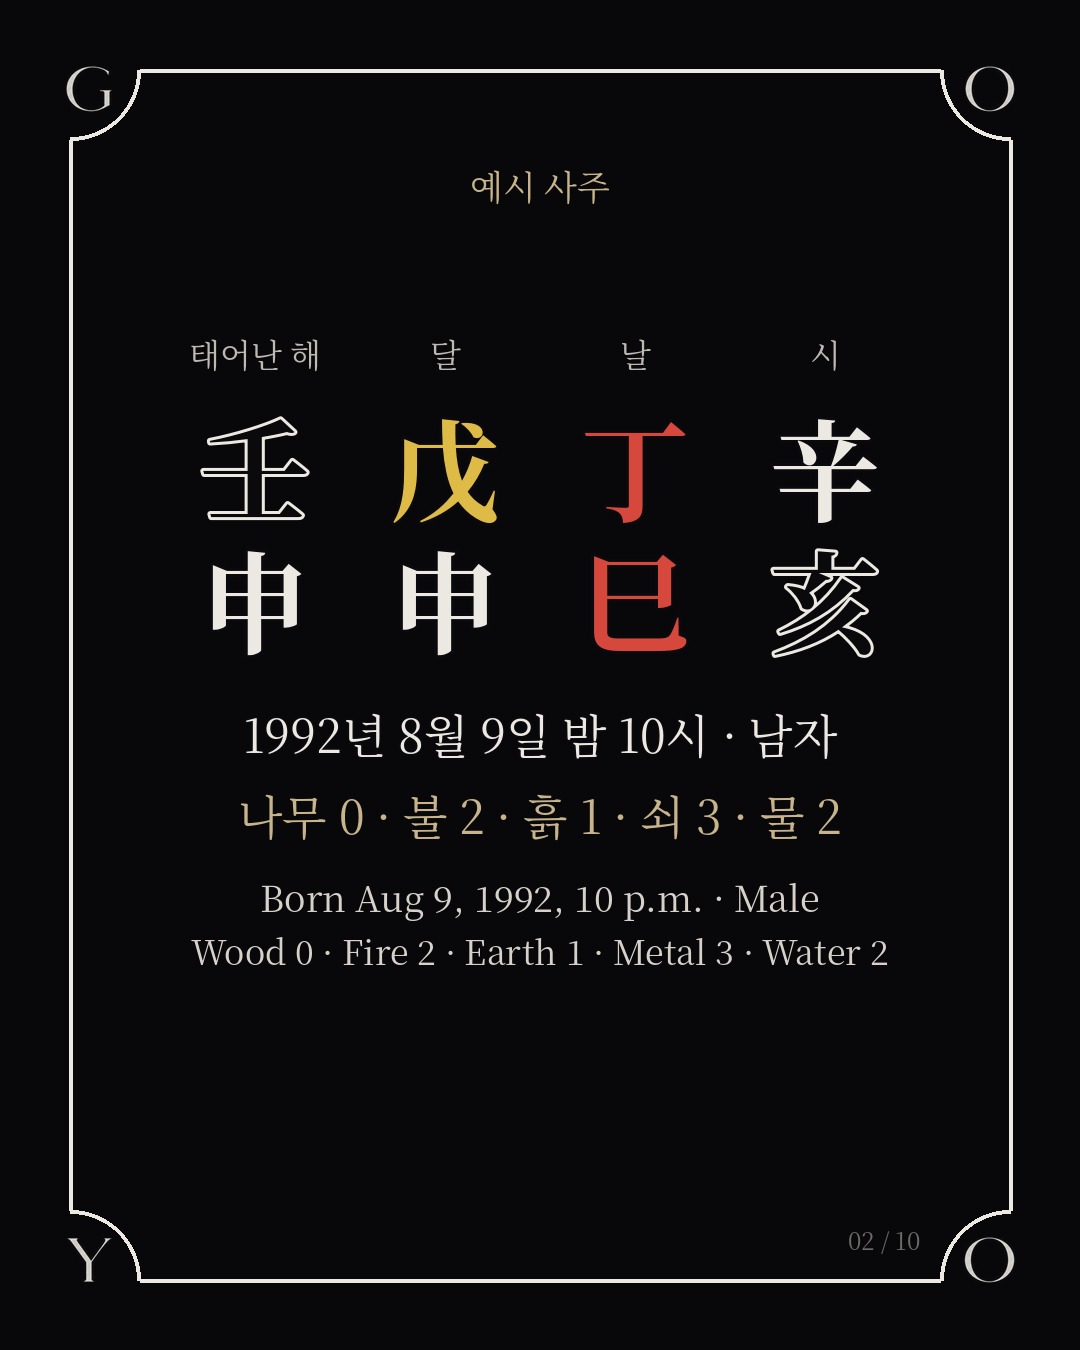 G O
예시 사주
태어난 해 달 날 시
壬 戊 丁 辛
申 申 巳 亥
1992년 8월 9일 밤 10시 · 남자
나무 0 · 불 2 · 흙 1 · 쇠 3 · 물 2
Born Aug 9, 1992, 10 p.m. · Male
Wood 0 · Fire 2 · Earth 1 · Metal 3 · Water 2
02 / 10
Y O